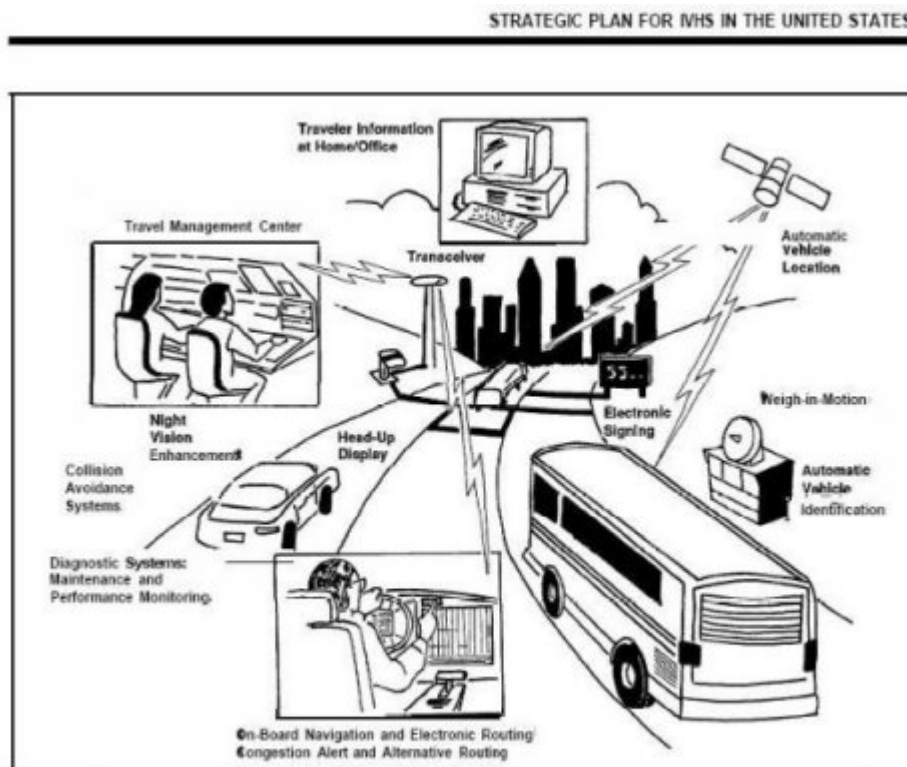 STRATEGIC PLAN FOR IVHS IN THE UNITED STATES
Traveler Information
at Home/Office
Travel Management Center
Transceiver
Automatic
Vehicle
Location
Night
Vision
Enhancement
Head-Up
Display
Electronic
Signing
Weigh-in-Motion
Collision
Avoidance
Systems
Automatic
Vehicle
Identification
Diagnostic Systems:
Maintenance and
Performance Monitoring
On-Board Navigation and Electronic Routing
Congestion Alert and Alternative Routing